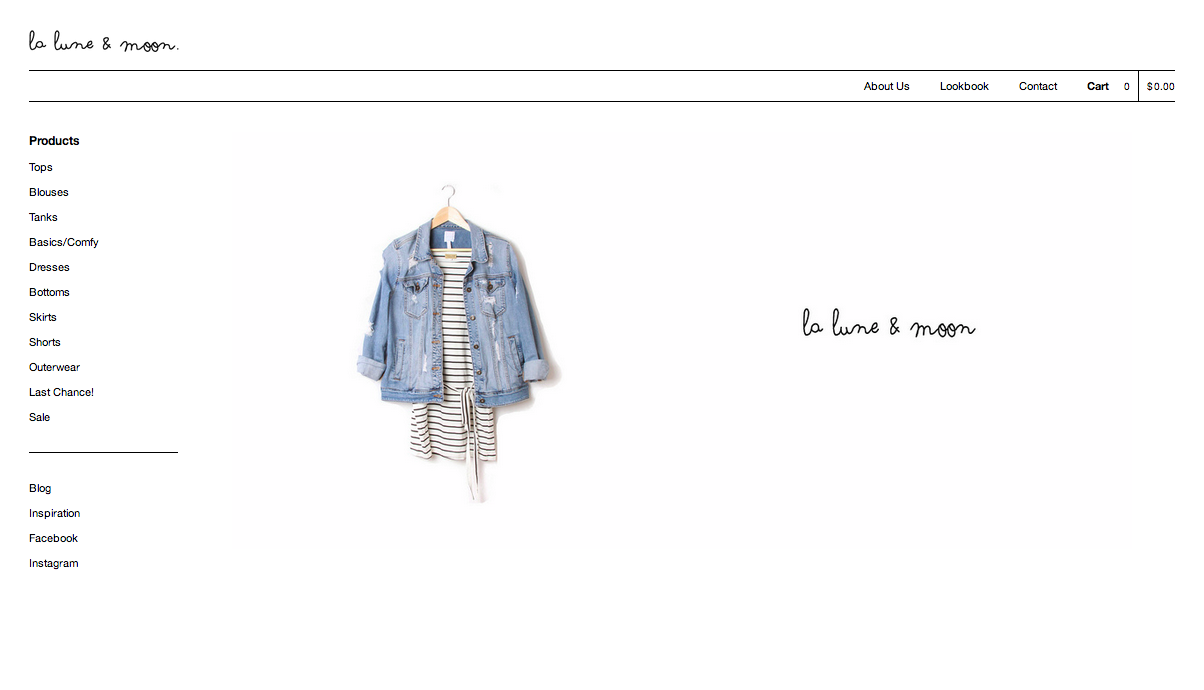 la lune & moon.
About Us Lookbook Contact Cart 0 $0.00
Products
Tops
Blouses
Tanks
Basics/Comfy
Dresses
Bottoms
Skirts
Shorts
Outerwear
Last Chance!
Sale
la lune & moon
Blog
Inspiration
Facebook
Instagram